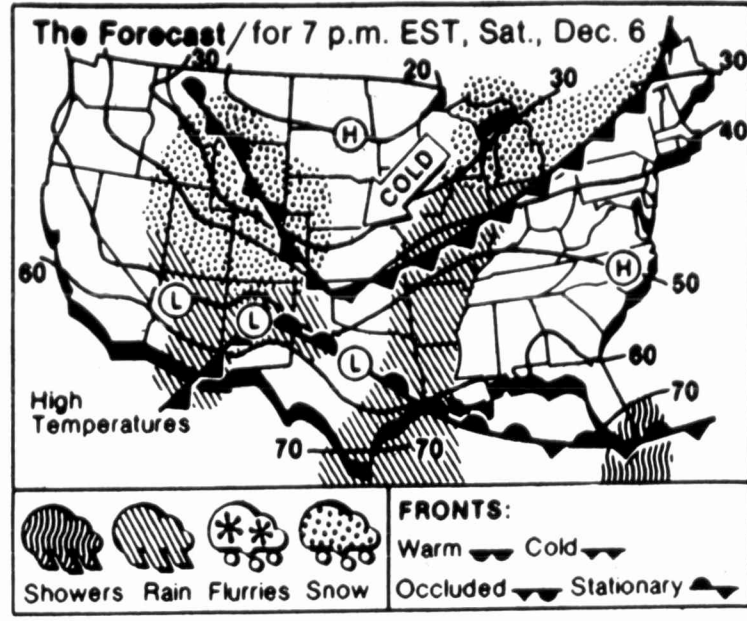 The Forecast / for 7 p.m. EST, Sat., Dec. 6
30
20
30
30
H
40
COLD
60
L
L
H
50
L
60
High
Temperatures
70
70
70
FRONTS:
Warm Cold
Showers Rain Flurries Snow
Occluded Stationary